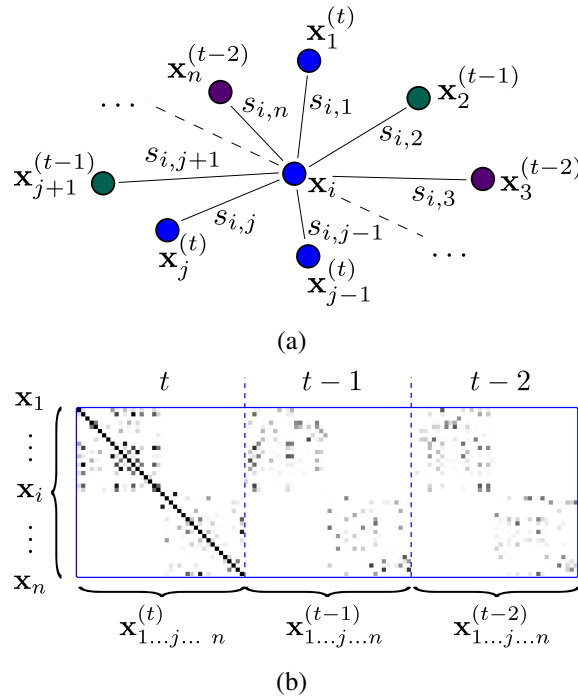 x_1^{(t)}
x_n^{(t-2)}
x_2^{(t-1)}
...
s_{i,n}
s_{i,1}
s_{i,2}
x_{j+1}^{(t-1)}
s_{i,j+1}
x_i
s_{i,3}
x_3^{(t-2)}
s_{i,j}
s_{i,j-1}
x_j^{(t)}
x_{j-1}^{(t)}
...
(a)
t t − 1 t − 2
x_1
⋮
x_i
⋮
x_n
x_{1...j... n}^{(t)} x_{1...j...n}^{(t-1)} x_{1...j...n}^{(t-2)}
(b)